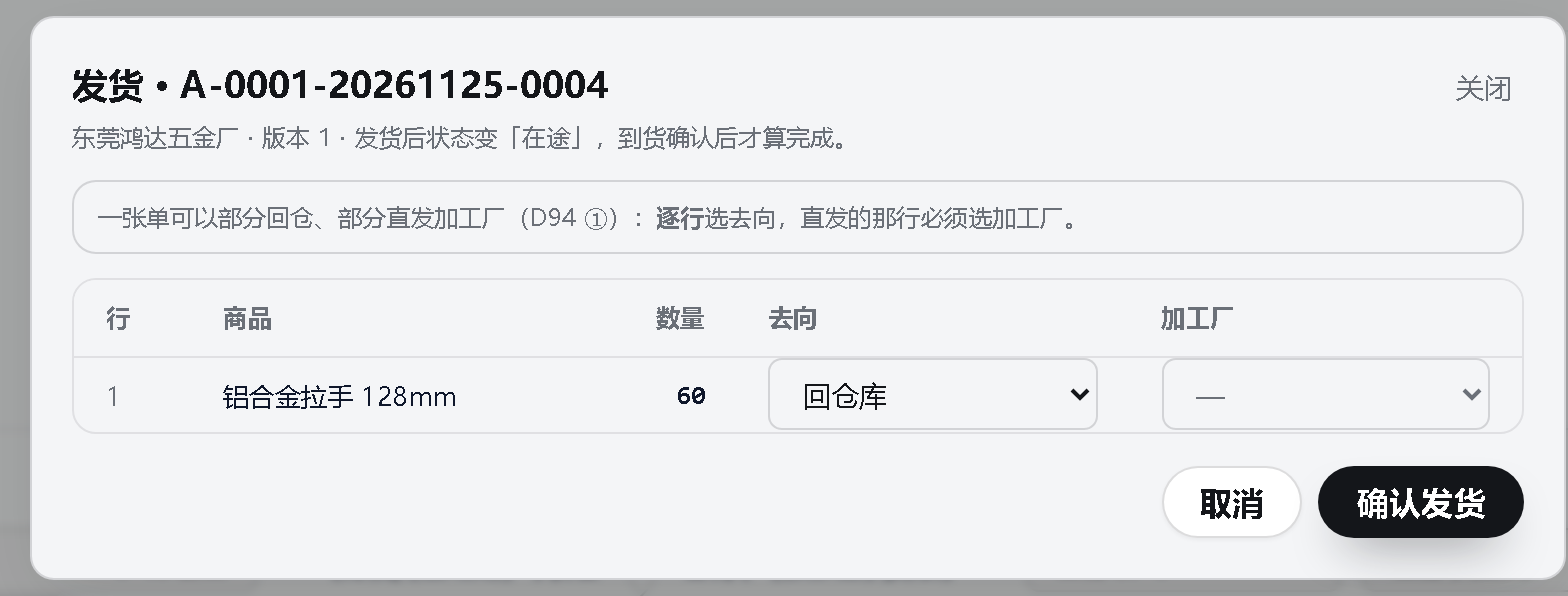 发货 • A-0001-20261125-0004
关闭
东莞鸿达五金厂 · 版本 1 · 发货后状态变「在途」，到货确认后才算完成。
一张单可以部分回仓、部分直发加工厂（D94 ①）：逐行选去向，直发的那行必须选加工厂。
行 商品 数量 去向 加工厂
1 铝合金拉手 128mm 60 回仓库 —
取消 确认发货